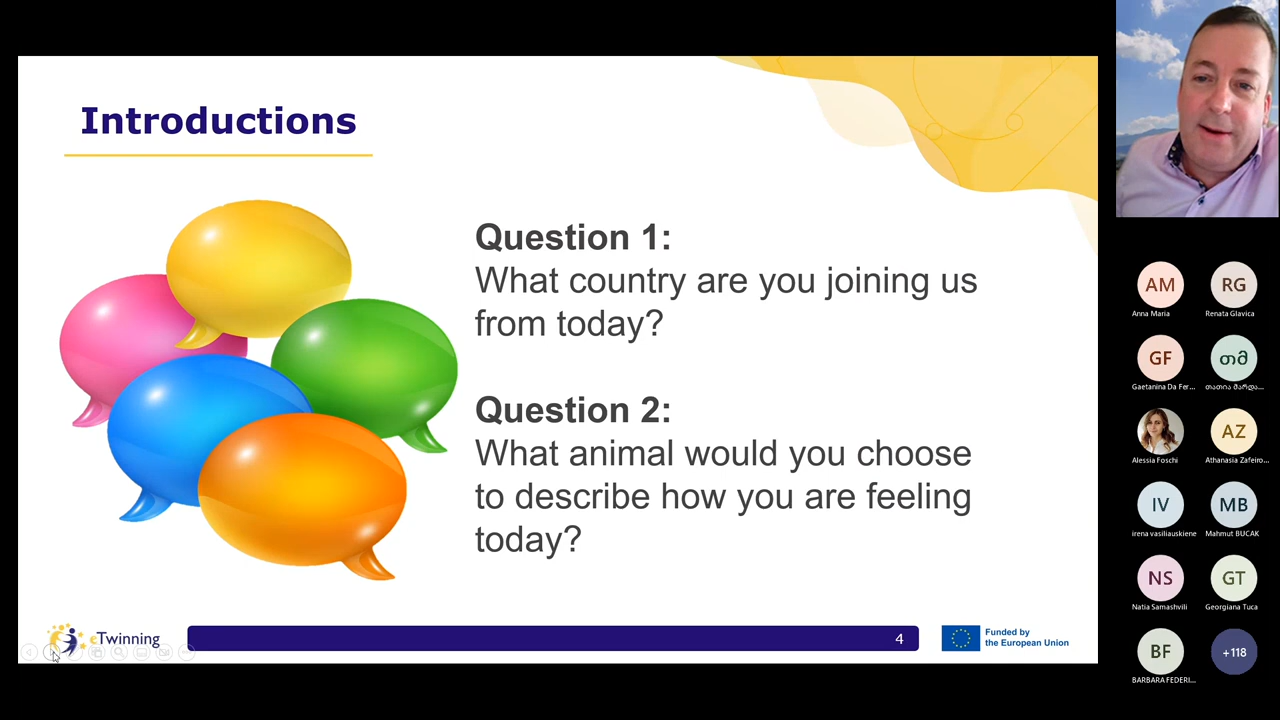 Introductions
Question 1:
What country are you joining us
from today?
Question 2:
What animal would you choose
to describe how you are feeling
today?
eTwinning
4
Funded by
the European Union
AM
Anna Maria
RG
Renata Glavica
GF
Gaetanina Da Fer...
თმ
თათია მარდა...
Alessia Foschi
AZ
Athanasia Zafeiro...
IV
irena vasiliauskiene
MB
Mahmut BUCAK
NS
Natia Samashvili
GT
Georgiana Tuca
BF
BARBARA FEDERI...
+118